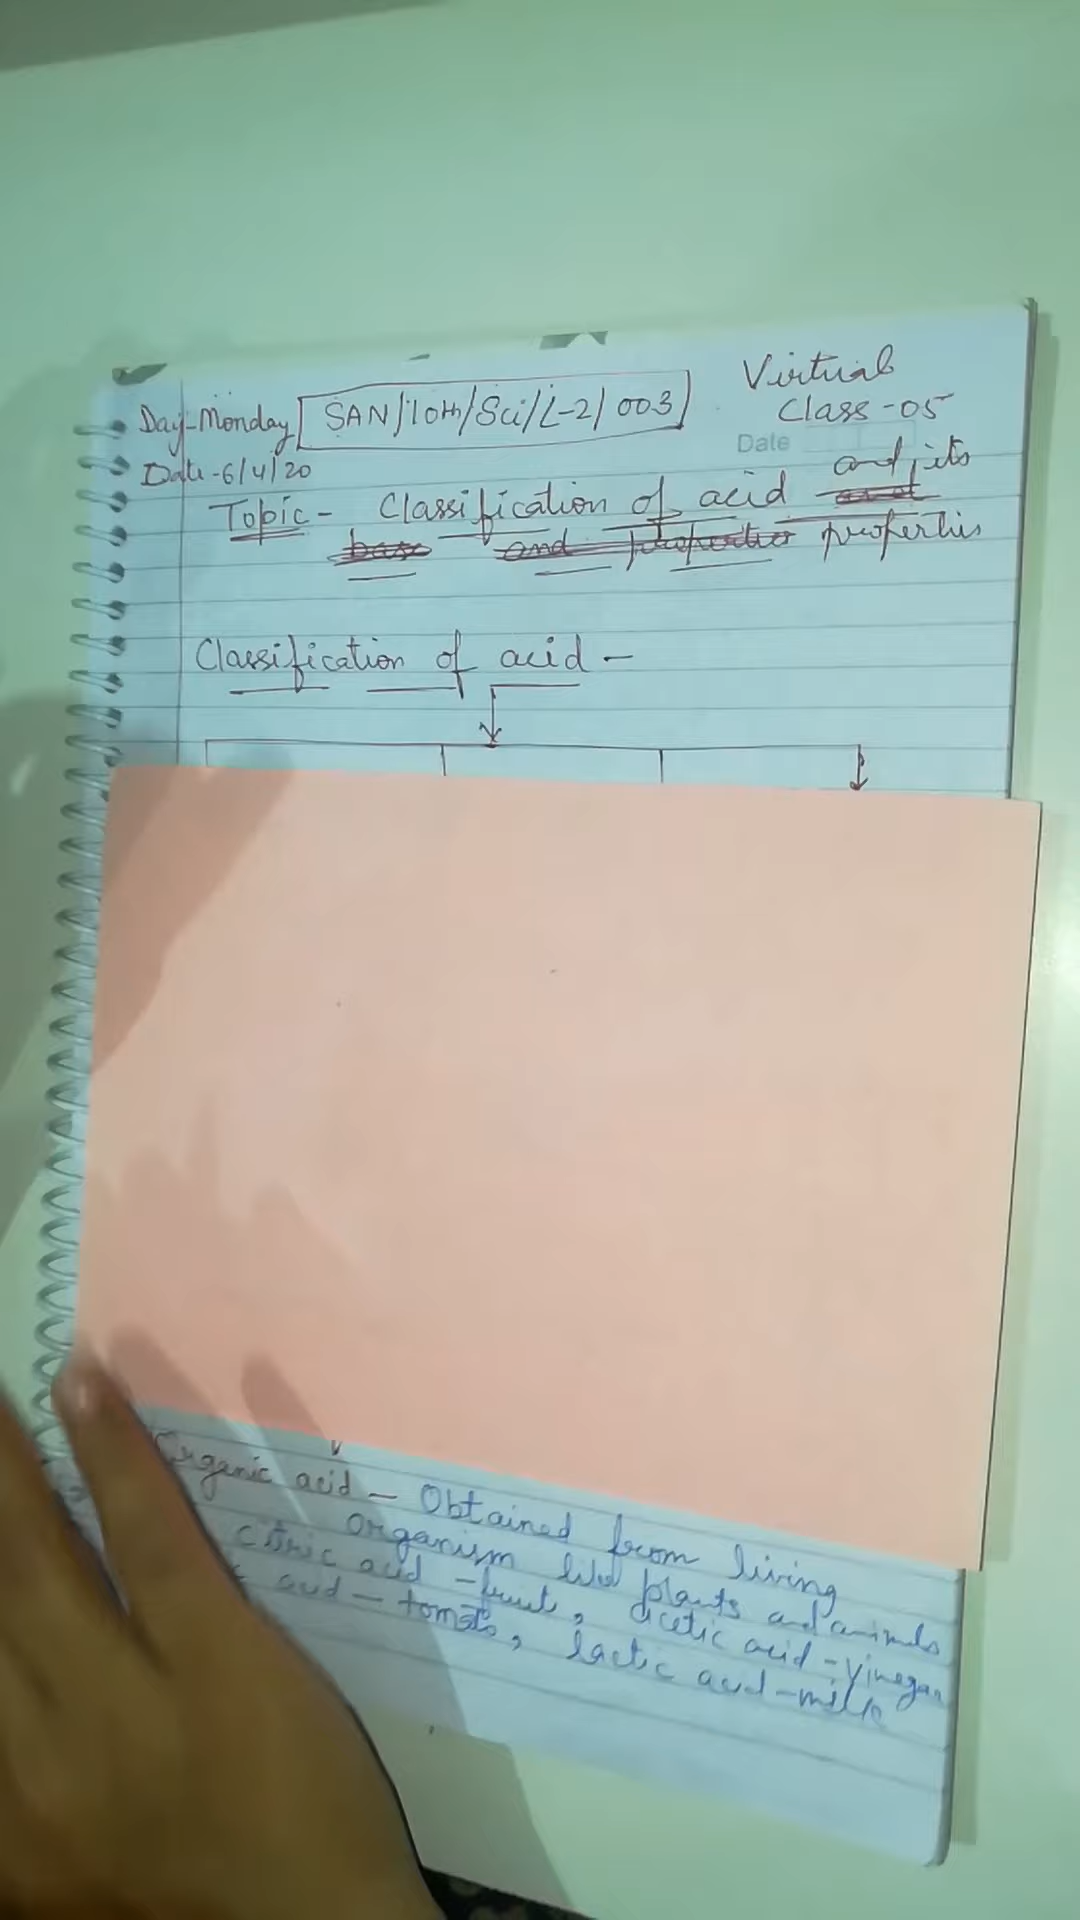 Virtual
Day-Monday SAN/10th/Sci/L-2/003 Class-05
Date
Date-6/4/20
Topic- Classification of acid and its
properties
Classification of acid -
Organic acid - Obtained from living
organism like plants and animals
citric acid - fruits, acetic acid - vinegar
acid - tomato, lactic acid - milk